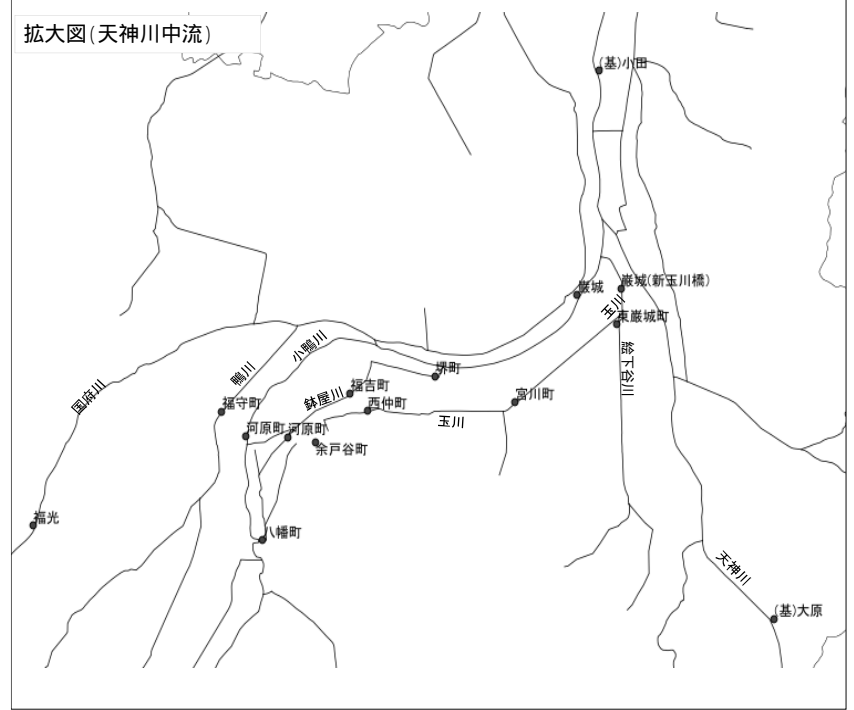 拡大図(天神川中流)
(基)小田
巌城
巌城(新玉川橋)
玉川
東巌城町
小鴨川
絵下谷川
鴨川
堺町
国府川
福吉町
鉢屋川
宮川町
福守町
西仲町
玉川
河原町
河原町
余戸谷町
福光
八幡町
天神川
(基)大原